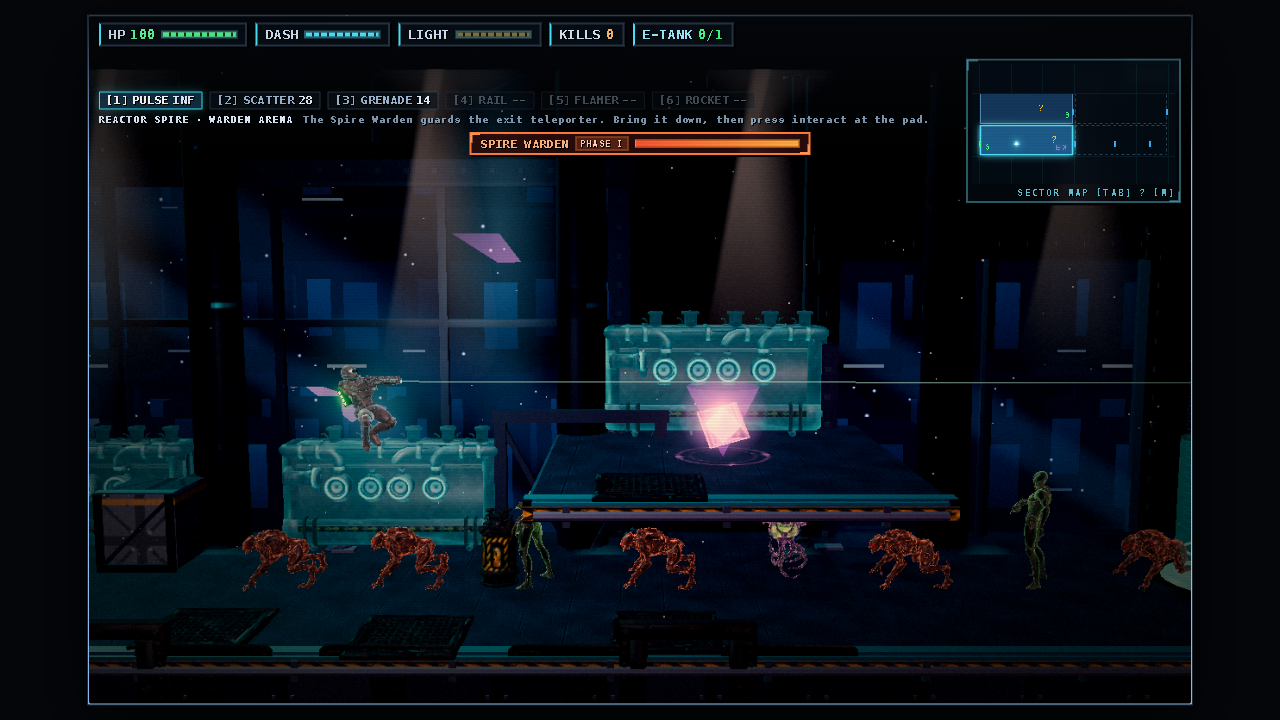 HP 100
DASH
LIGHT
KILLS 0
E-TANK 0/1
[1] PULSE INF
[2] SCATTER 28
[3] GRENADE 14
[4] RAIL --
[5] FLAMER --
[6] ROCKET --
REACTOR SPIRE · WARDEN ARENA The Spire Warden guards the exit teleporter. Bring it down, then press interact at the pad.
SPIRE WARDEN PHASE I
?
?
S
SECTOR MAP [TAB] ? [M]